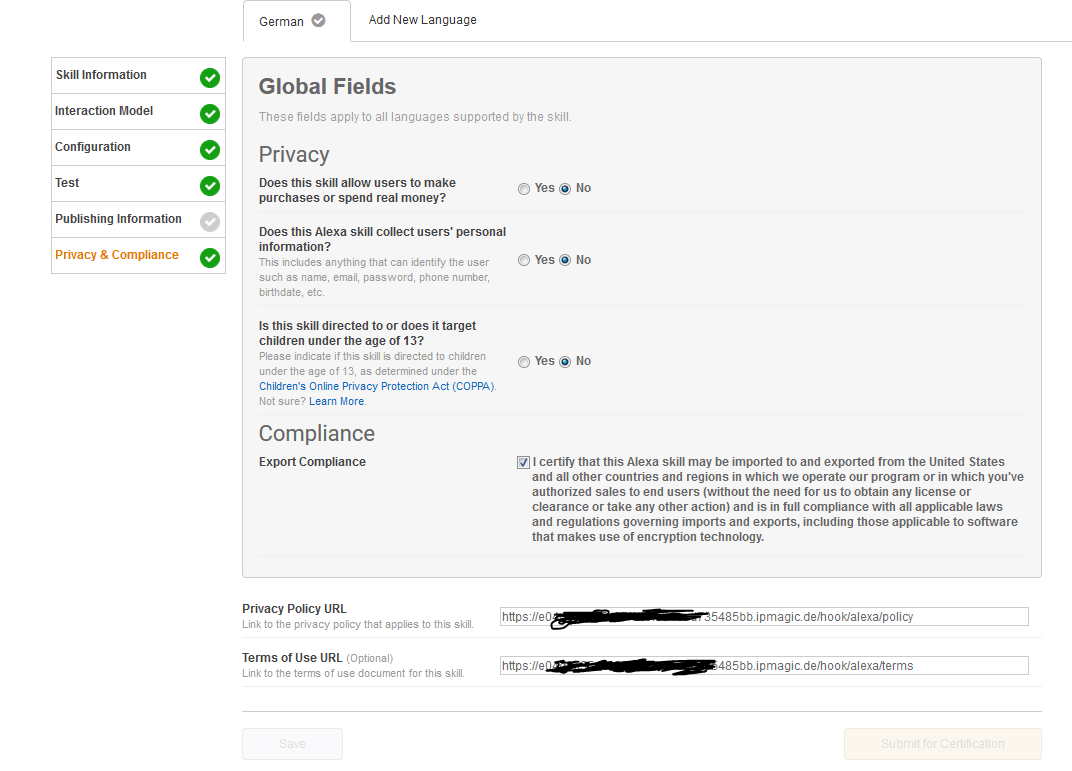 German
Add New Language
Skill Information
Interaction Model
Configuration
Test
Publishing Information
Privacy & Compliance
Global Fields
These fields apply to all languages supported by the skill.
Privacy
Does this skill allow users to make
purchases or spend real money?
Yes No
Does this Alexa skill collect users' personal
information?
This includes anything that can identify the user
such as name, email, password, phone number,
birthdate, etc.
Yes No
Is this skill directed to or does it target
children under the age of 13?
Please indicate if this skill is directed to children
under the age of 13, as determined under the
Children's Online Privacy Protection Act (COPPA).
Not sure? Learn More.
Yes No
Compliance
Export Compliance
I certify that this Alexa skill may be imported to and exported from the United States
and all other countries and regions in which we operate our program or in which you've
authorized sales to end users (without the need for us to obtain any license or
clearance or take any other action) and is in full compliance with all applicable laws
and regulations governing imports and exports, including those applicable to software
that makes use of encryption technology.
Privacy Policy URL
Link to the privacy policy that applies to this skill.
https://e0 35485bb.ipmagic.de/hook/alexa/policy
Terms of Use URL (Optional)
Link to the terms of use document for this skill.
https://e0 485bb.ipmagic.de/hook/alexa/terms
Save
Submit for Certification